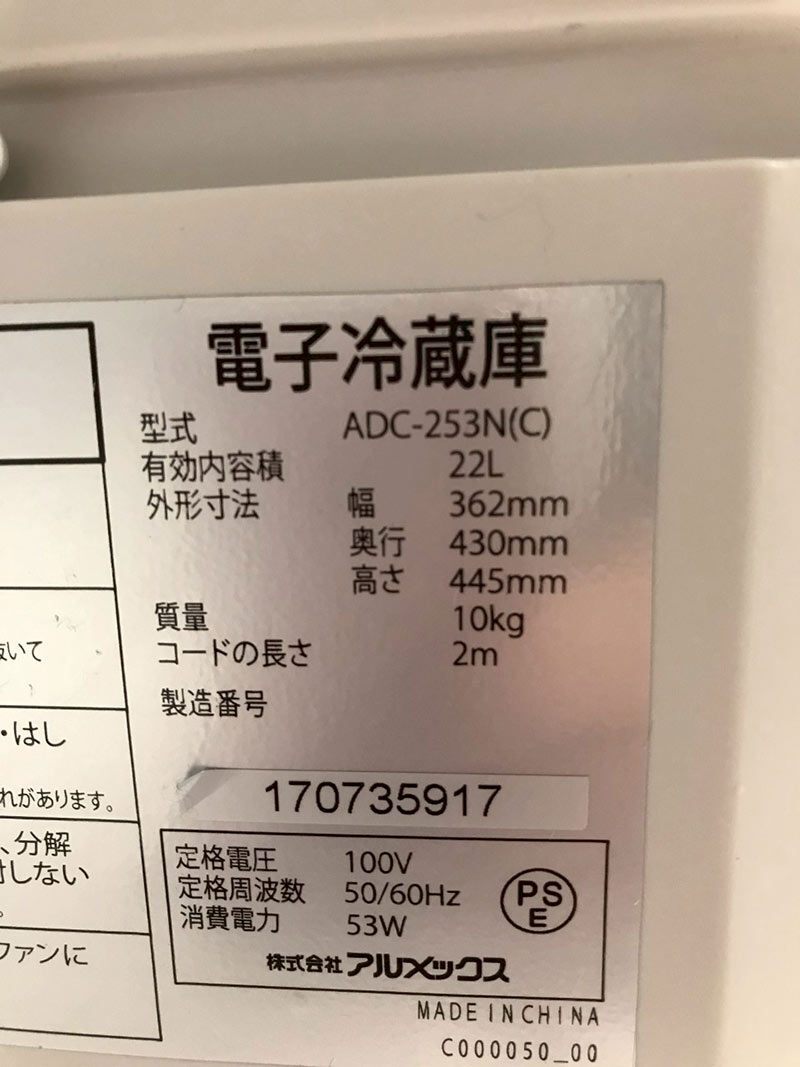 電子冷蔵庫
型式 ADC-253N(C)
有効内容積 22L
外形寸法 幅 362mm
奥行 430mm
高さ 445mm
質量 10kg
コードの長さ 2m
製造番号
170735917
定格電圧 100V
定格周波数 50/60Hz
消費電力 53W
PS
E
株式会社アルメックス
MADE IN CHINA
C000050_00
いて
・はし
れがあります。
、分解
しない
。
ファンに